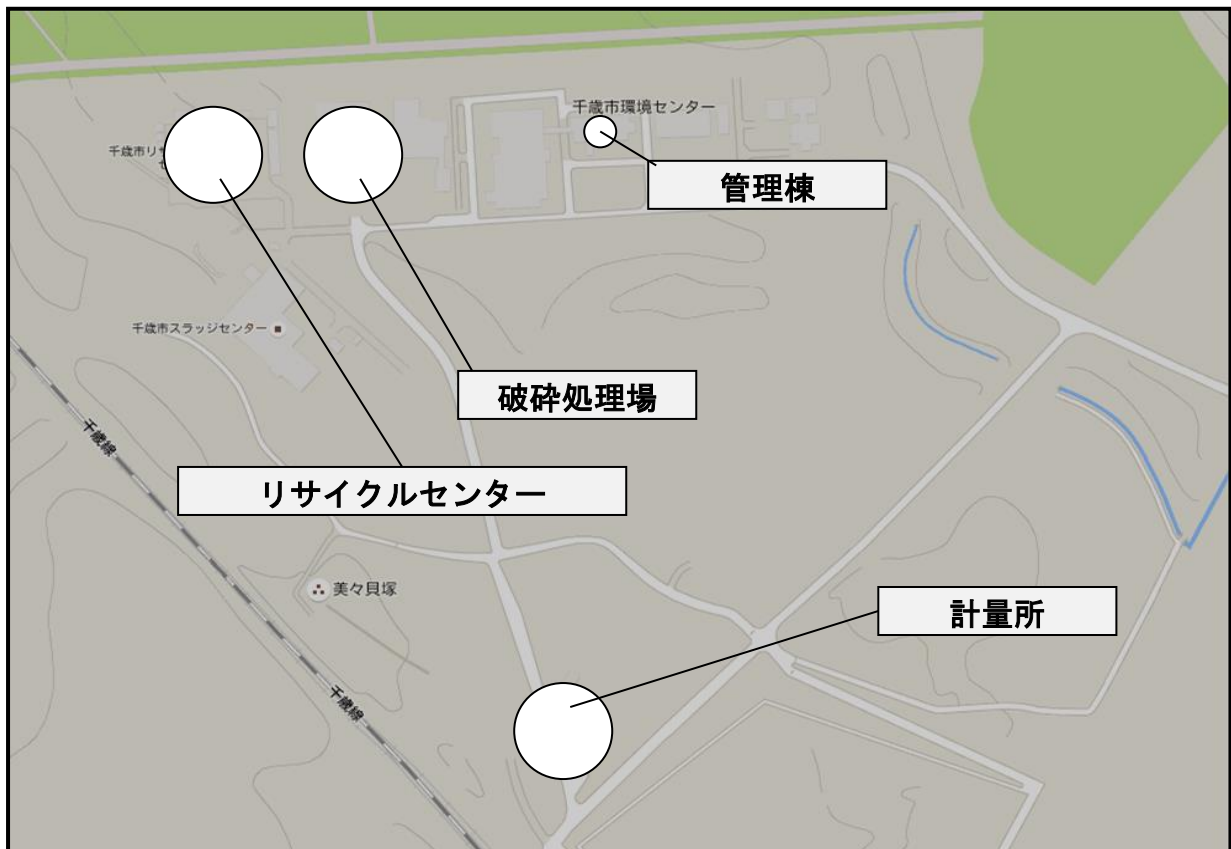 千歳市環境センター
千歳市リサ
セ
管理棟
千歳市スラッジセンター
破砕処理場
千歳線
リサイクルセンター
美々貝塚
計量所
千歳線